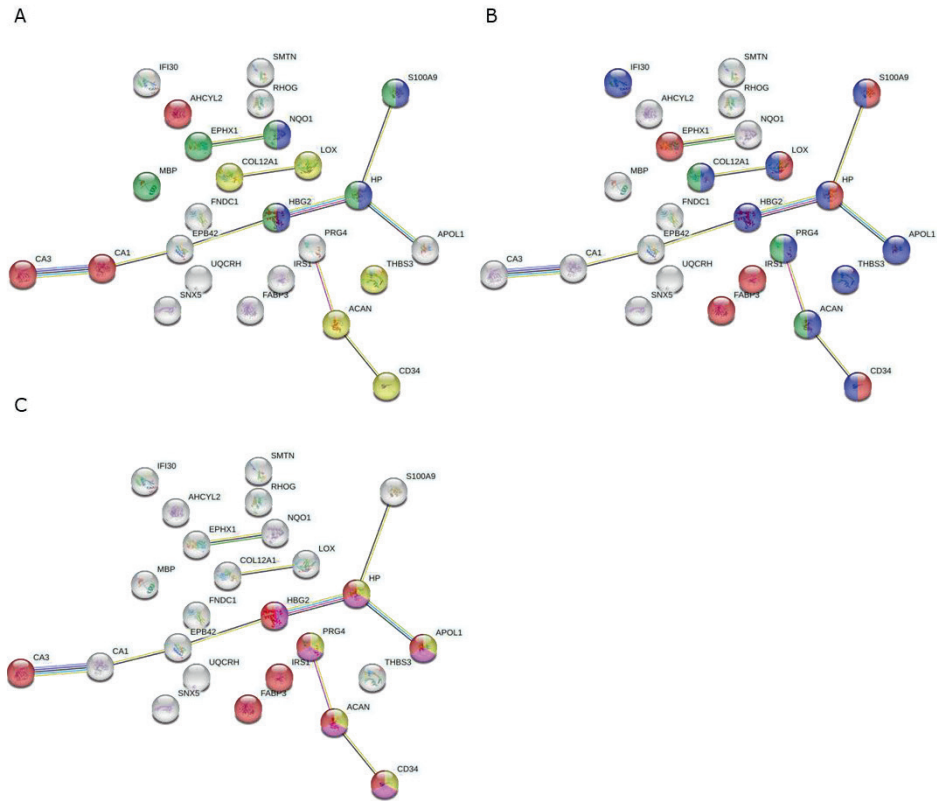 A
IFI30
SMTN
RHOG
S100A9
AHCYL2
EPHX1
NQO1
LOX
COL12A1
MBP
HP
FNDC1
HBG2
EPB42
PRG4
APOL1
CA3
CA1
UQCRH
IRS1
THBS3
SNX5
FABP3
ACAN
CD34
B
IFI30
SMTN
RHOG
S100A9
AHCYL2
EPHX1
NQO1
LOX
COL12A1
MBP
HP
FNDC1
HBG2
EPB42
PRG4
APOL1
CA3
CA1
UQCRH
IRS1
THBS3
SNX5
FABP3
ACAN
CD34
C
IFI30
SMTN
RHOG
S100A9
AHCYL2
EPHX1
NQO1
LOX
COL12A1
MBP
HP
FNDC1
HBG2
EPB42
PRG4
APOL1
CA3
CA1
UQCRH
IRS1
THBS3
SNX5
FABP3
ACAN
CD34